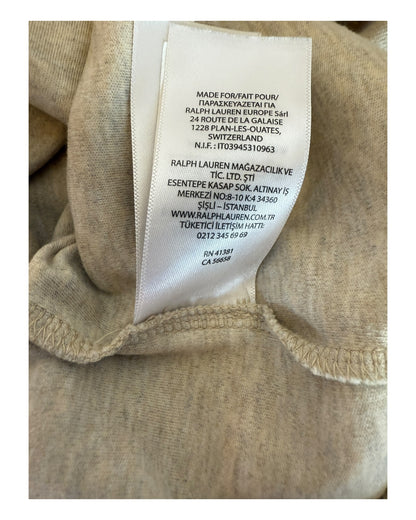 MADE FOR/FAIT POUR/
ΠΑΡΑΣΚΕΥΑΖΕΤΑΙ ΓΙΑ
RALPH LAUREN EUROPE Sàrl
24 ROUTE DE LA GALAISE
1228 PLAN-LES-OUATES,
SWITZERLAND
N.I.F. : IT03945310963
RALPH LAUREN MAĞAZACILIK VE
TİC. LTD. ŞTİ
ESENTEPE KASAP SOK. ALTINAY İŞ
MERKEZİ NO:8-10 K:4 34360
ŞİŞLİ – İSTANBUL
WWW.RALPHLAUREN.COM.TR
TÜKETİCİ İLETİŞİM HATTI:
0212 345 69 69
RN 41381
CA 56658